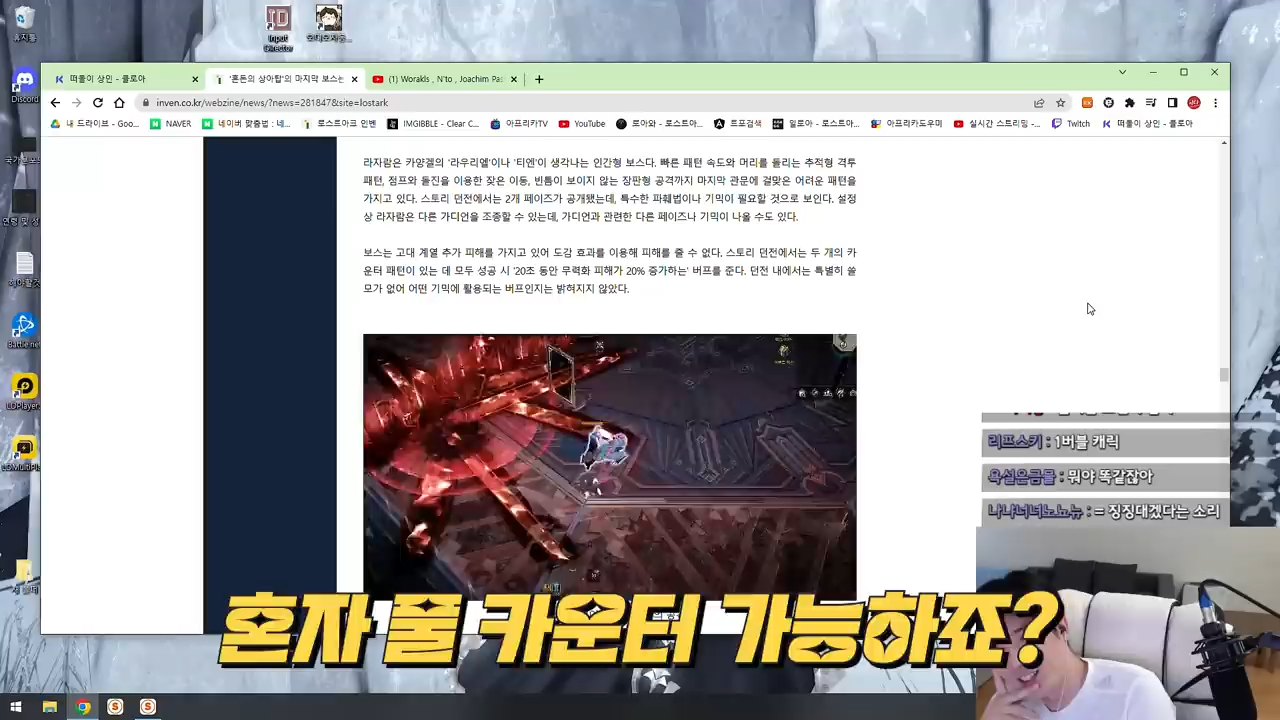 휴지통
Input
Director
Discord
Battle.net
LDPlayer
떠돌이 상인 - 클로아
'혼돈의 상아탑'의 마지막 보스는
(1) Worakls , N'to , Joachim Pas
inven.co.kr/webzine/news/?news=281847&site=lostark
내 드라이브 - Goo...
NAVER
네이버 맞춤법 : 네...
로스트아크 인벤
IMGIBBLE - Clear C...
아프리카TV
YouTube
로아와 - 로스트아...
트포검색
일로아 - 로스트아...
아프리카도우미
실시간 스트리밍 -...
Twitch
떠돌이 상인 - 클로아
라자람은 카양겔의 '라우리엘'이나 '티엔'이 생각나는 인간형 보스다. 빠른 패턴 속도와 머리를 돌리는 추적형 격투
패턴, 점프와 돌진을 이용한 잦은 이동, 빈틈이 보이지 않는 장판형 공격까지 마지막 관문에 걸맞은 어려운 패턴을
가지고 있다. 스토리 던전에서는 2개 페이즈가 공개됐는데, 특수한 파훼법이나 기믹이 필요할 것으로 보인다. 설정
상 라자람은 다른 가디언을 조종할 수 있는데, 가디언과 관련한 다른 페이즈나 기믹이 나올 수도 있다.
보스는 고대 계열 추가 피해를 가지고 있어 도감 효과를 이용해 피해를 줄 수 없다. 스토리 던전에서는 두 개의 카
운터 패턴이 있는 데 모두 성공 시 '20초 동안 무력화 피해가 20% 증가하는' 버프를 준다. 던전 내에서는 특별히 쓸
모가 없어 어떤 기믹에 활용되는 버프인지는 밝혀지지 않았다.
리프스키 : 1버블 캐릭
욕설은금물 : 뭐야 똑같잖아
나냐너녀노뇨뉴 : = 징징대겠다는 소리
혼자 풀 카운터 가능하죠?